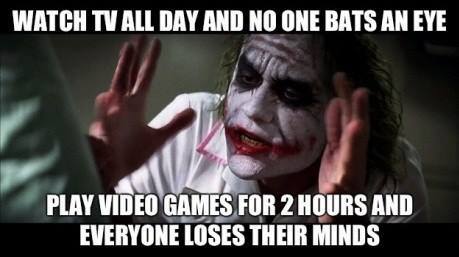 WATCH TV ALL DAY AND NO ONE BATS AN EYE
PLAY VIDEO GAMES FOR 2 HOURS AND
EVERYONE LOSES THEIR MINDS